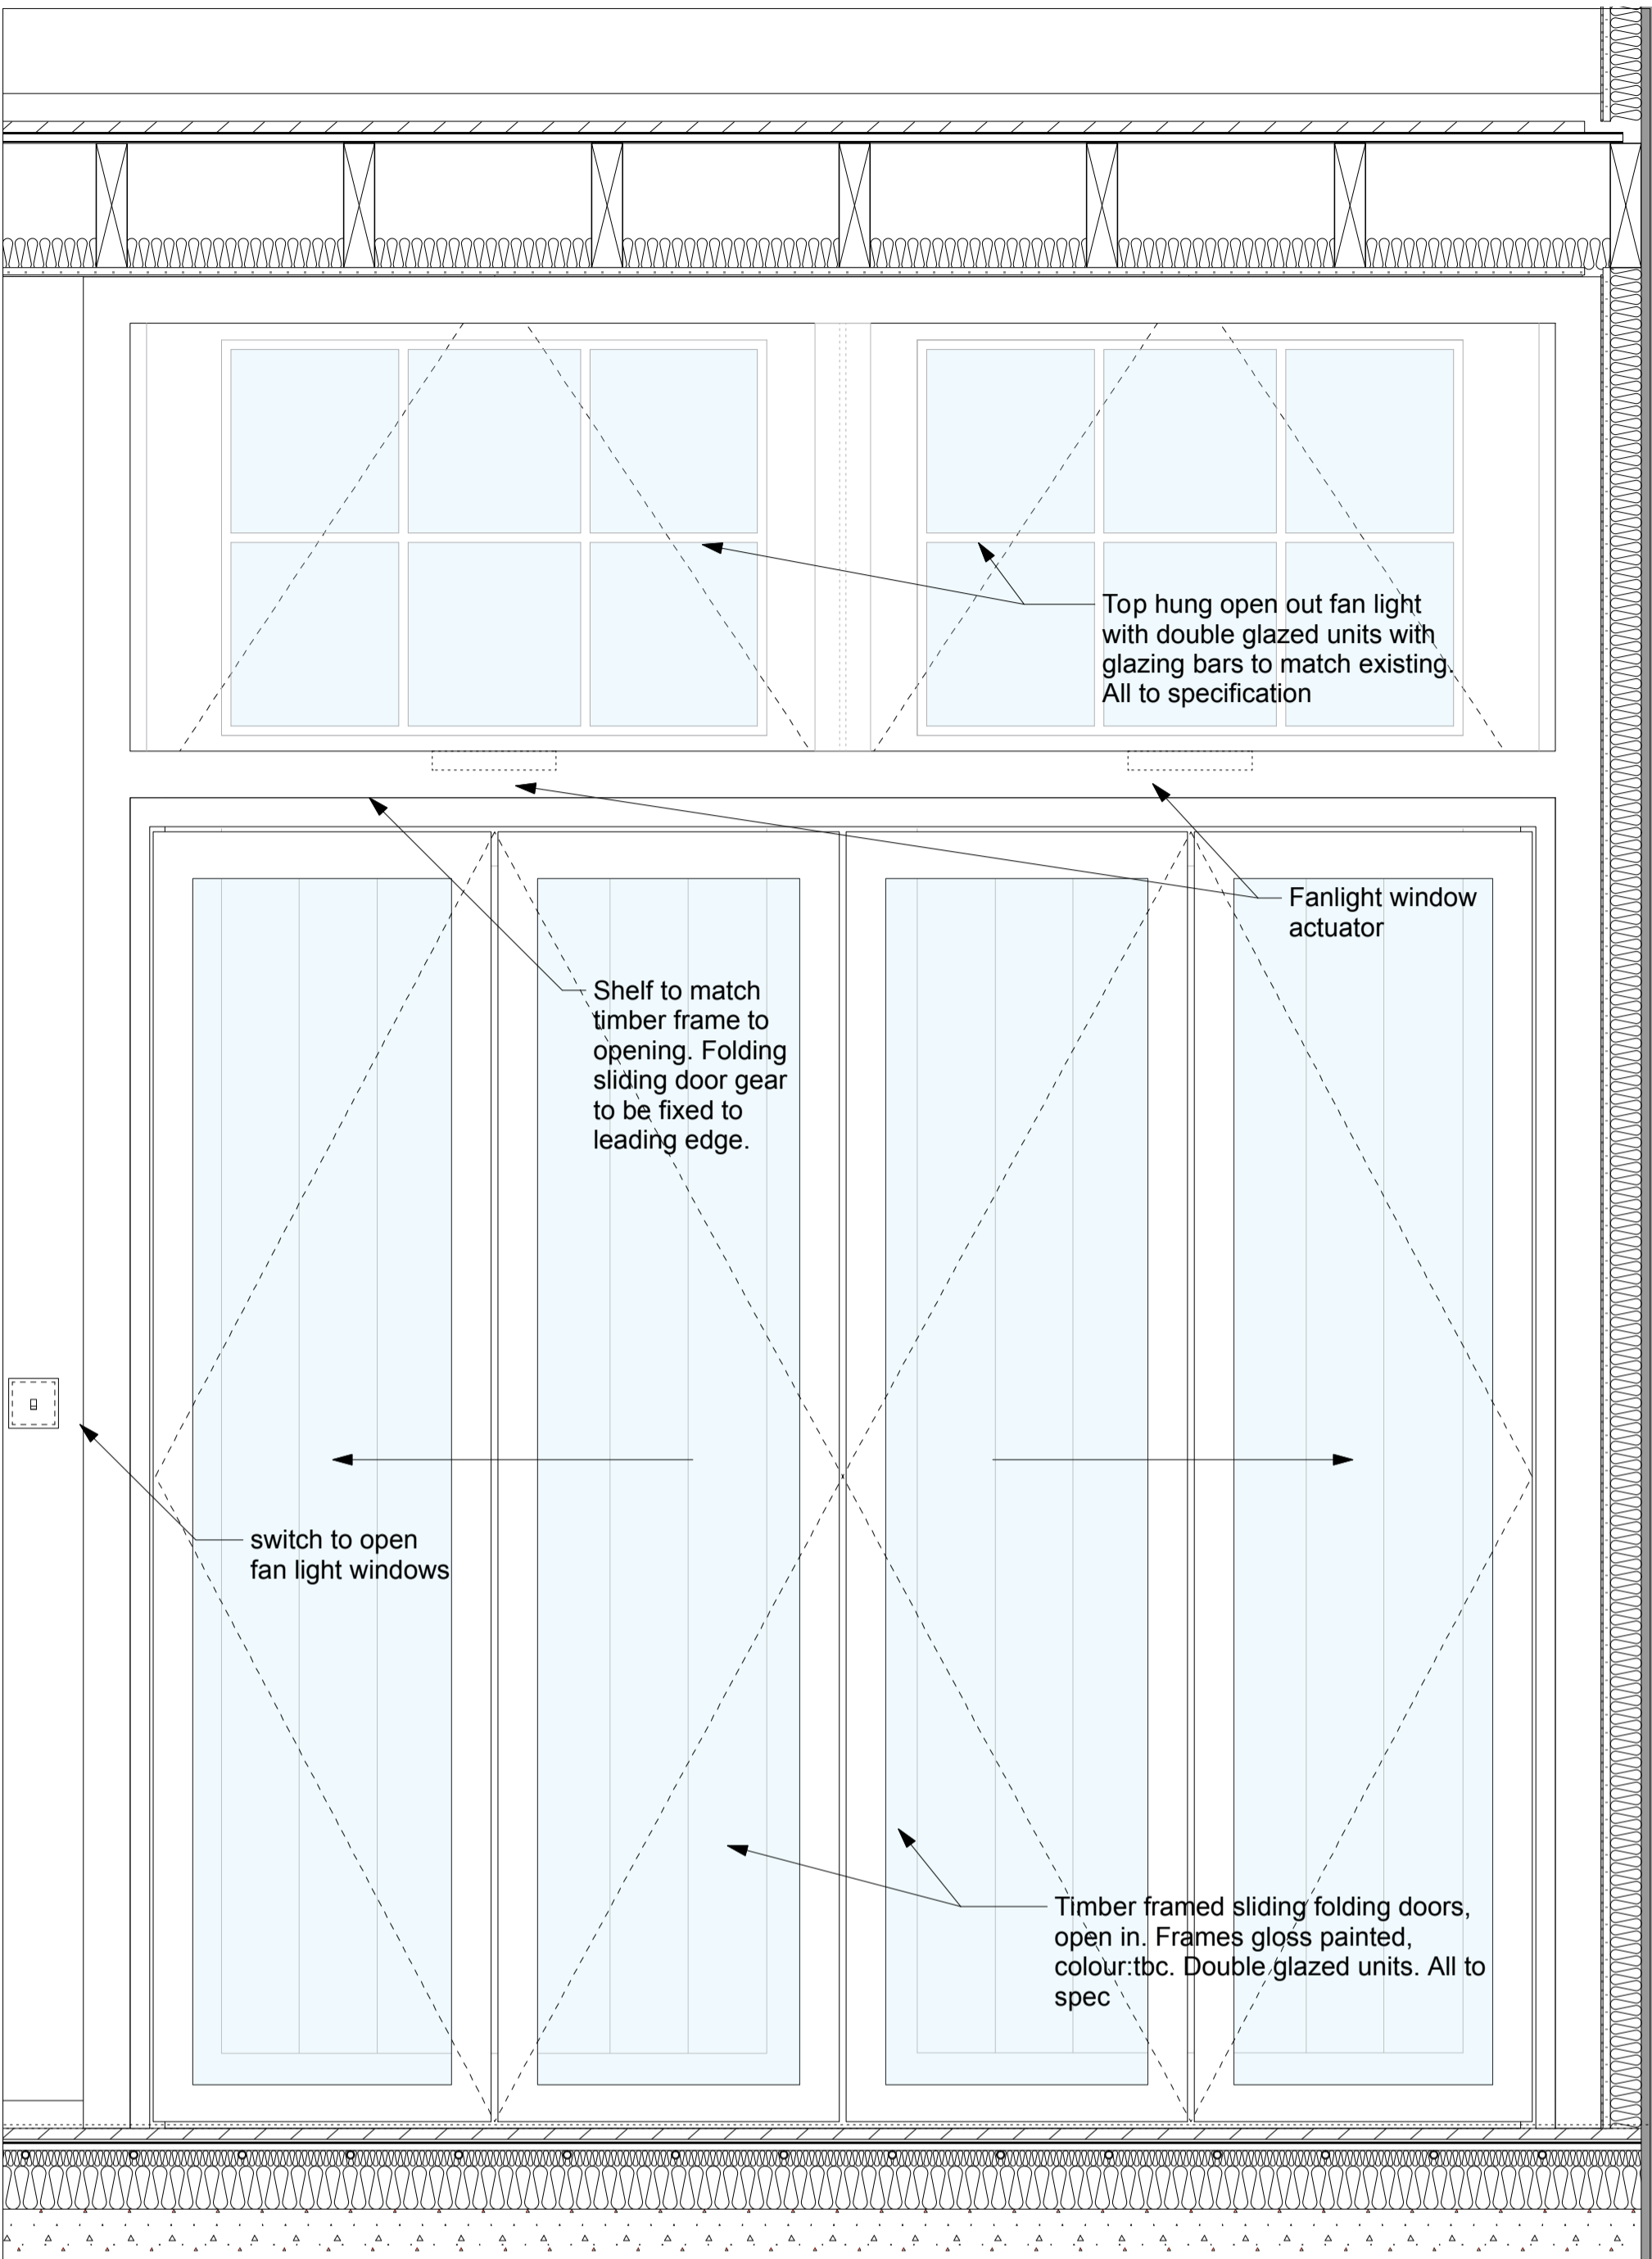 Top hung open out fan light
with double glazed units with
glazing bars to match existing.
All to specification
Fanlight window
actuator
Shelf to match
timber frame to
opening. Folding
sliding door gear
to be fixed to
leading edge.
switch to open
fan light windows
Timber framed sliding folding doors,
open in. Frames gloss painted,
colour:tbc. Double glazed units. All to
spec